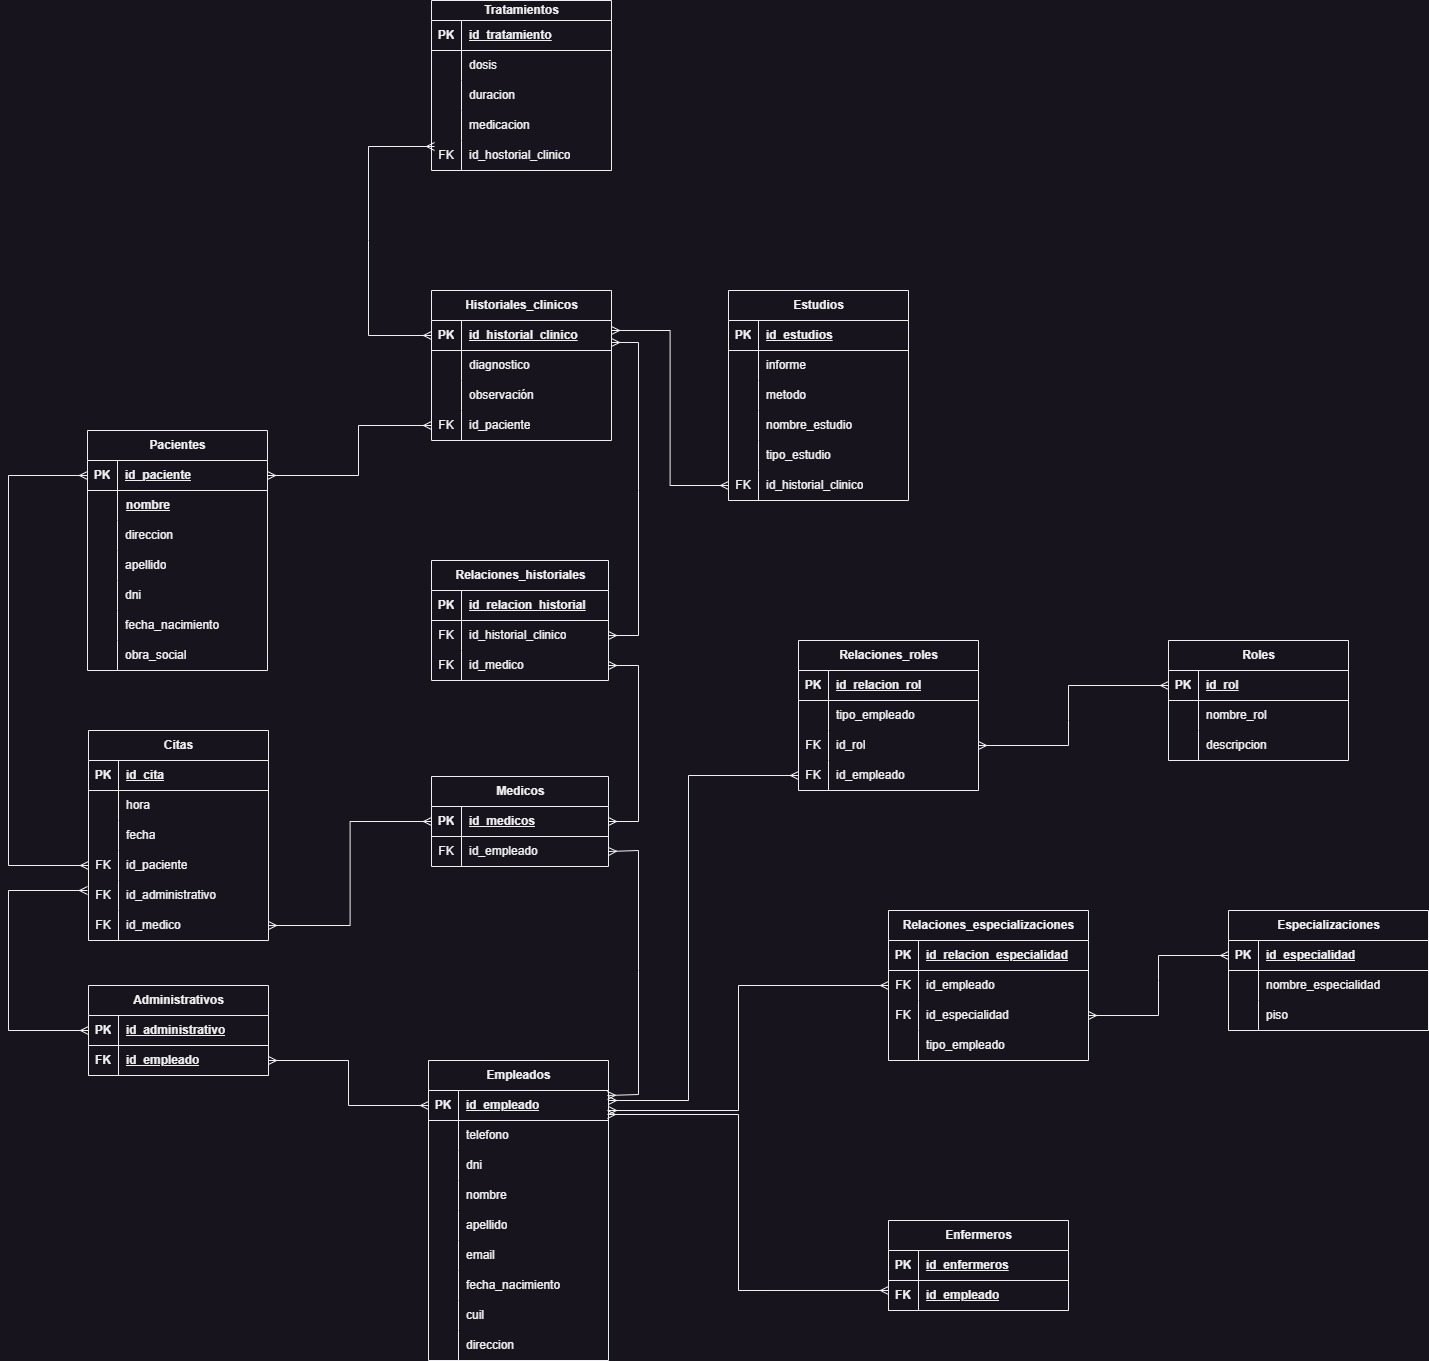 Tratamientos
PK id_tratamiento
dosis
duracion
medicacion
FK id_hostorial_clinico
Historiales_clinicos
PK id_historial_clinico
diagnostico
observación
FK id_paciente
Estudios
PK id_estudios
informe
metodo
nombre_estudio
tipo_estudio
FK id_historial_clinico
Pacientes
PK id_paciente
nombre
direccion
apellido
dni
fecha_nacimiento
obra_social
Relaciones_historiales
PK id_relacion_historial
FK id_historial_clinico
FK id_medico
Relaciones_roles
PK id_relacion_rol
tipo_empleado
FK id_rol
FK id_empleado
Roles
PK id_rol
nombre_rol
descripcion
Citas
PK id_cita
hora
fecha
FK id_paciente
FK id_administrativo
FK id_medico
Medicos
PK id_medicos
FK id_empleado
Relaciones_especializaciones
PK id_relacion_especialidad
FK id_empleado
FK id_especialidad
tipo_empleado
Especializaciones
PK id_especialidad
nombre_especialidad
piso
Administrativos
PK id_administrativo
FK id_empleado
Empleados
PK id_empleado
telefono
dni
nombre
apellido
email
fecha_nacimiento
cuil
direccion
Enfermeros
PK id_enfermeros
FK id_empleado